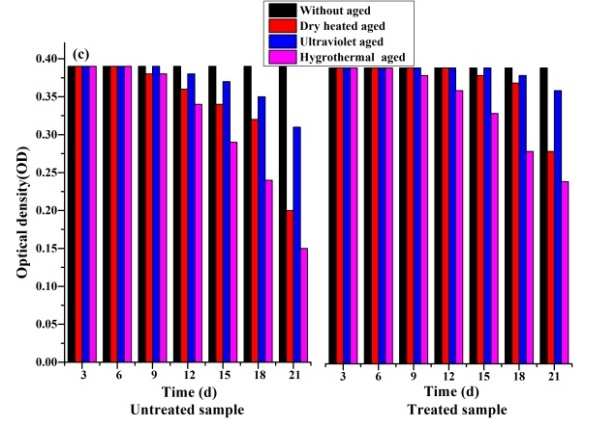 Without aged
Dry heated aged
Ultraviolet aged
Hygrothermal aged
(c)
Optical density(OD)
0.40
0.35
0.30
0.25
0.20
0.15
0.10
0.05
0.00
3 6 9 12 15 18 21
3 6 9 12 15 18 21
Time (d)
Untreated sample
Time (d)
Treated sample